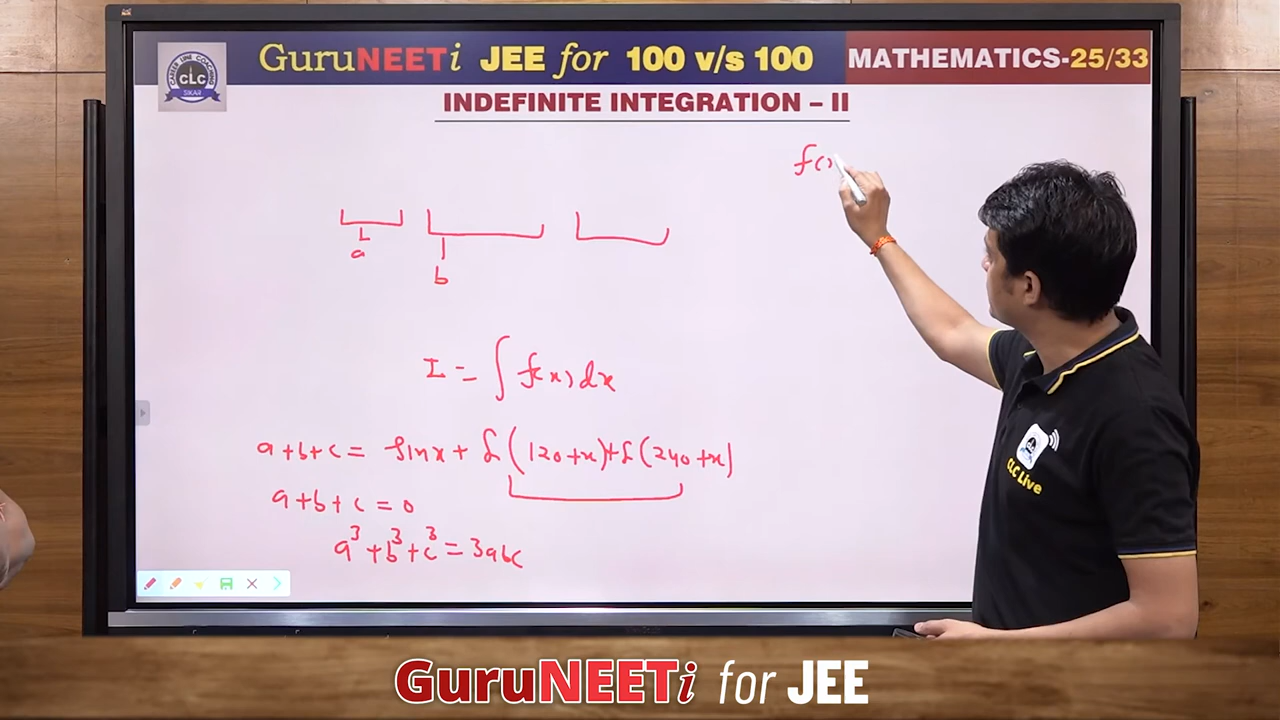 GuruNEETi JEE for 100 v/s 100
MATHEMATICS-25/33
CLC
SIKAR
INDEFINITE INTEGRATION – II
f(x
a
b
I = ∫ f(x) dx
a+b+c = sinx + s(120+x)+s(240+x)
a+b+c = 0
a³+b³+c³ = 3abc
CLC Live
GuruNEETi for JEE